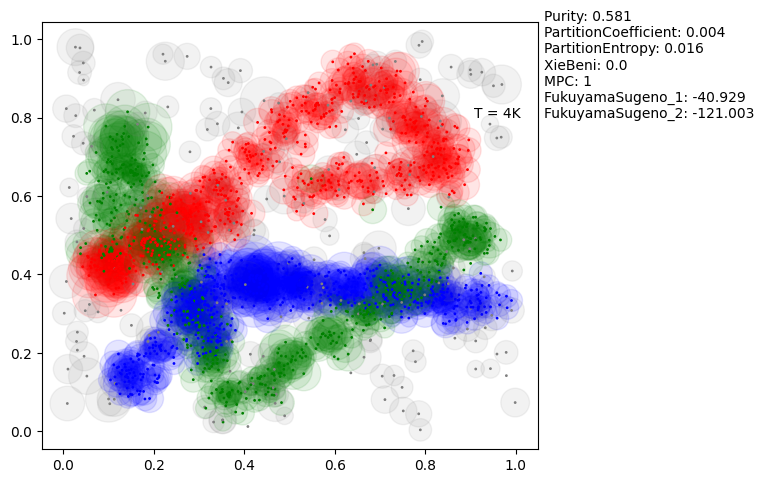 Purity: 0.581
PartitionCoefficient: 0.004
PartitionEntropy: 0.016
XieBeni: 0.0
MPC: 1
FukuyamaSugeno_1: -40.929
FukuyamaSugeno_2: -121.003
T = 4K
1.0
0.8
0.6
0.4
0.2
0.0
0.0 0.2 0.4 0.6 0.8 1.0